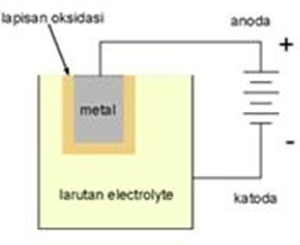 lapisan oksidasi
anoda
+
metal
-
larutan electrolyte
katoda